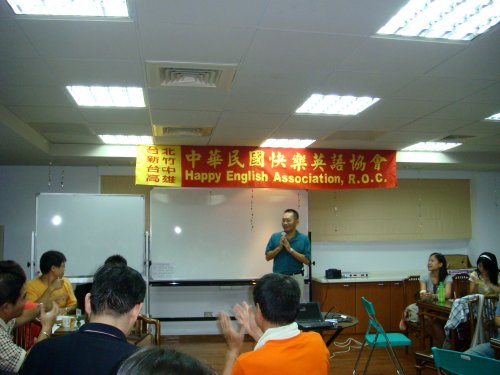 台北
新竹
台中
高雄
中華民國快樂英語協會
Happy English Association, R.O.C.